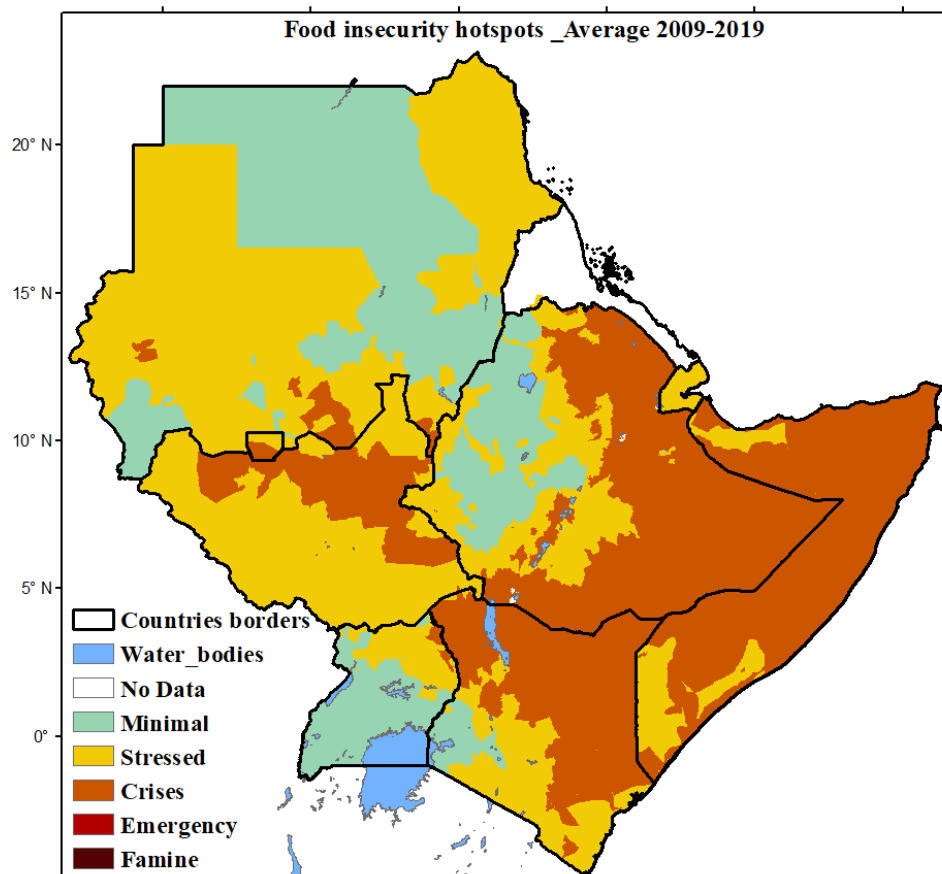 Food insecurity hotspots _Average 2009-2019
20° N
15° N
10° N
5° N
0°
Countries borders
Water_bodies
No Data
Minimal
Stressed
Crises
Emergency
Famine